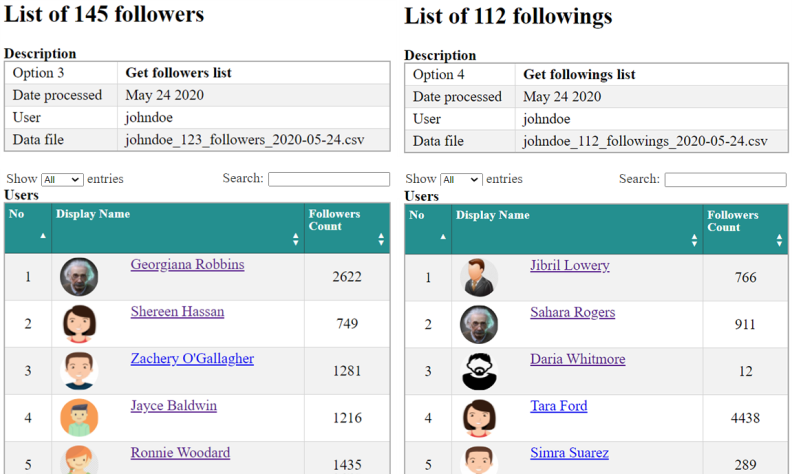 List of 145 followers
Description
Option 3 Get followers list
Date processed May 24 2020
User johndoe
Data file johndoe_123_followers_2020-05-24.csv
Show All entries Search:
Users
No Display Name Followers
Count
1 Georgiana Robbins 2622
2 Shereen Hassan 749
3 Zachery O'Gallagher 1281
4 Jayce Baldwin 1216
5 Ronnie Woodard 1435
List of 112 followings
Description
Option 4 Get followings list
Date processed May 24 2020
User johndoe
Data file johndoe_112_followings_2020-05-24.csv
Show All entries Search:
Users
No Display Name Followers
Count
1 Jibril Lowery 766
2 Sahara Rogers 911
3 Daria Whitmore 12
4 Tara Ford 4438
5 Simra Suarez 289